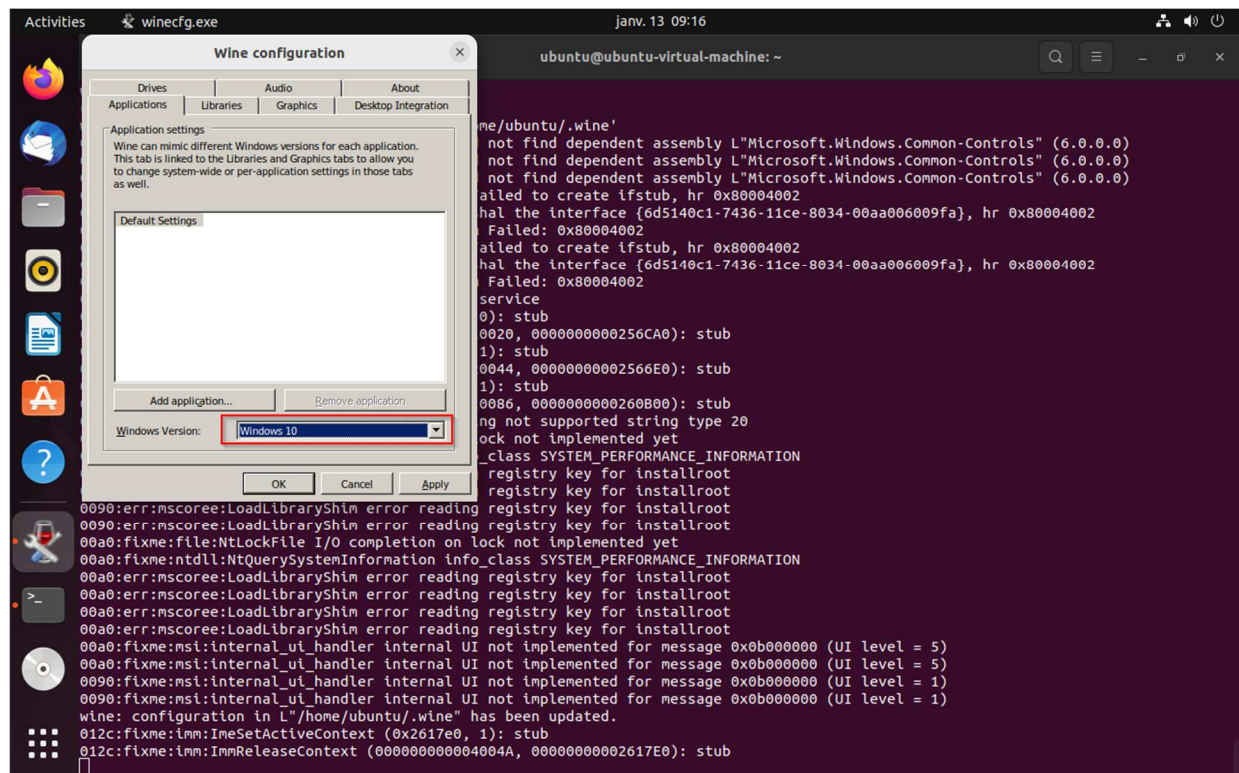 Activities winecfg.exe janv. 13 09:16
Wine configuration
ubuntu@ubuntu-virtual-machine: ~
Drives Audio About
Applications Libraries Graphics Desktop Integration
Application settings
Wine can mimic different Windows versions for each application.
This tab is linked to the Libraries and Graphics tabs to allow you
to change system-wide or per-application settings in those tabs
as well.
Default Settings
Add application... Remove application
Windows Version: Windows 10
OK Cancel Apply
me/ubuntu/.wine'
not find dependent assembly L"Microsoft.Windows.Common-Controls" (6.0.0.0)
not find dependent assembly L"Microsoft.Windows.Common-Controls" (6.0.0.0)
not find dependent assembly L"Microsoft.Windows.Common-Controls" (6.0.0.0)
ailed to create ifstub, hr 0x80004002
hal the interface {6d5140c1-7436-11ce-8034-00aa006009fa}, hr 0x80004002
Failed: 0x80004002
ailed to create ifstub, hr 0x80004002
hal the interface {6d5140c1-7436-11ce-8034-00aa006009fa}, hr 0x80004002
Failed: 0x80004002
service
0): stub
0020, 0000000000256CA0): stub
1): stub
0044, 00000000002566E0): stub
1): stub
0086, 0000000000260B00): stub
ng not supported string type 20
ock not implemented yet
_class SYSTEM_PERFORMANCE_INFORMATION
registry key for installroot
registry key for installroot
0090:err:mscoree:LoadLibraryShim error reading registry key for installroot
0090:err:mscoree:LoadLibraryShim error reading registry key for installroot
00a0:fixme:file:NtLockFile I/O completion on lock not implemented yet
00a0:fixme:ntdll:NtQuerySystemInformation info_class SYSTEM_PERFORMANCE_INFORMATION
00a0:err:mscoree:LoadLibraryShim error reading registry key for installroot
00a0:err:mscoree:LoadLibraryShim error reading registry key for installroot
00a0:err:mscoree:LoadLibraryShim error reading registry key for installroot
00a0:err:mscoree:LoadLibraryShim error reading registry key for installroot
00a0:fixme:msi:internal_ui_handler internal UI not implemented for message 0x0b000000 (UI level = 5)
00a0:fixme:msi:internal_ui_handler internal UI not implemented for message 0x0b000000 (UI level = 5)
0090:fixme:msi:internal_ui_handler internal UI not implemented for message 0x0b000000 (UI level = 1)
0090:fixme:msi:internal_ui_handler internal UI not implemented for message 0x0b000000 (UI level = 1)
wine: configuration in L"/home/ubuntu/.wine" has been updated.
012c:fixme:imm:ImeSetActiveContext (0x2617e0, 1): stub
012c:fixme:imm:ImmReleaseContext (000000000004004A, 00000000002617E0): stub